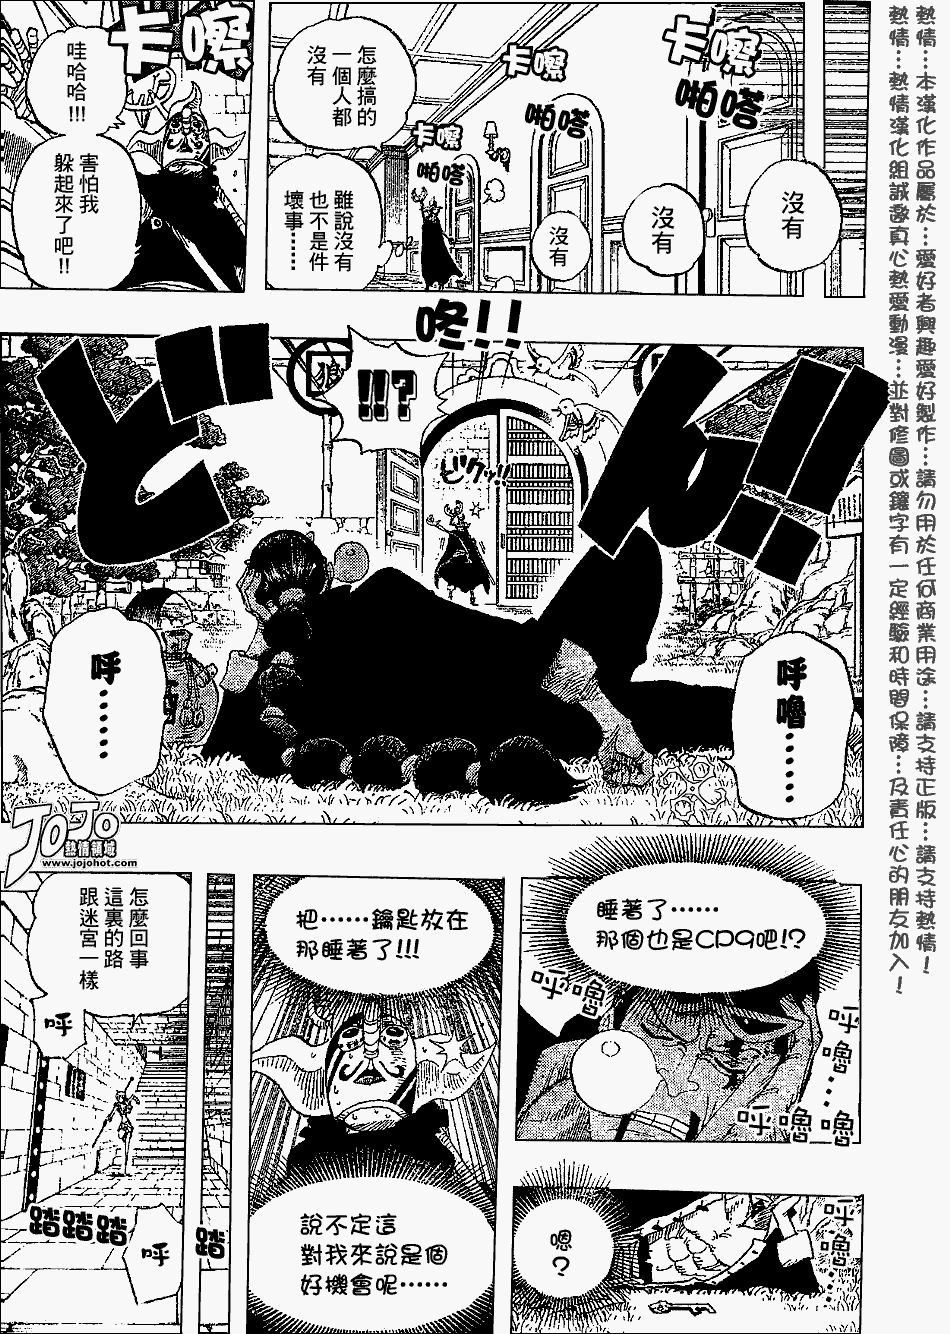 熱情…本漢化作品屬於…愛好者興趣愛好製作…請勿用於任何商業用途…請支持正版…請支持熱情！
熱情…熱情漢化組誠邀真心熱愛動漫…並對修圖或鑲字有一定經驗和時間保障…及責任心的朋友加入！
卡嚓
啪嗒
沒有
沒有
沒有
卡嚓
啪嗒
卡嚓
啪嗒
怎麼搞的
一個人都
沒有
雖說沒有
也不是件
壞事……
卡嚓
哇哈哈!!!
害怕我
躲起來了吧!!
咚!!
どん!!
狼
!!?
ドクッ!!
酒
呼嚕……
呼……
JOJO
熱情領域
www.jojohot.com
睡著了……
那個也是CP9吧!?
呼嚕
呼嚕…嚕
呼嚕嚕
嗯?
呼嚕…
把……鑰匙放在
那睡著了!!!
說不定這
對我來說是個
好機會呢……
怎麼回事
這裏的路
跟迷宮一樣
呼
呼
踏踏踏
踏